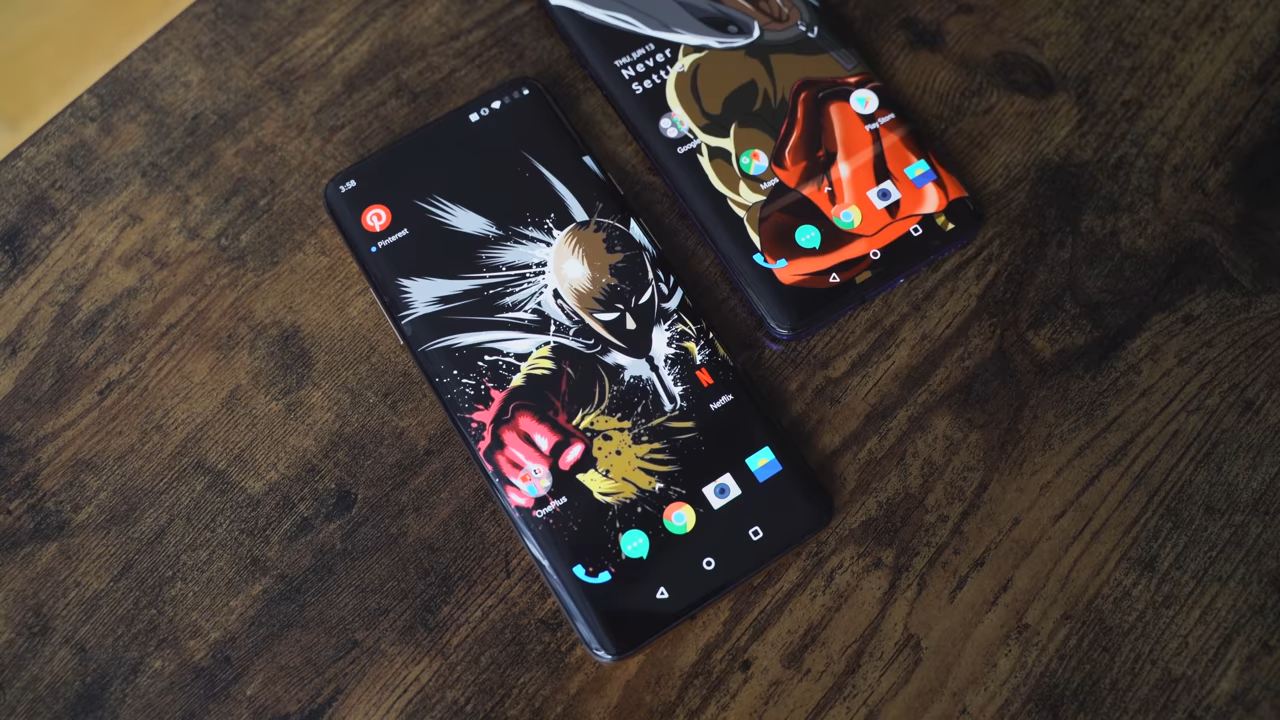 3:58
Pinterest
Netflix
OnePlus
THU, JUN 13
Never
Settle
Google
Maps
Play Store